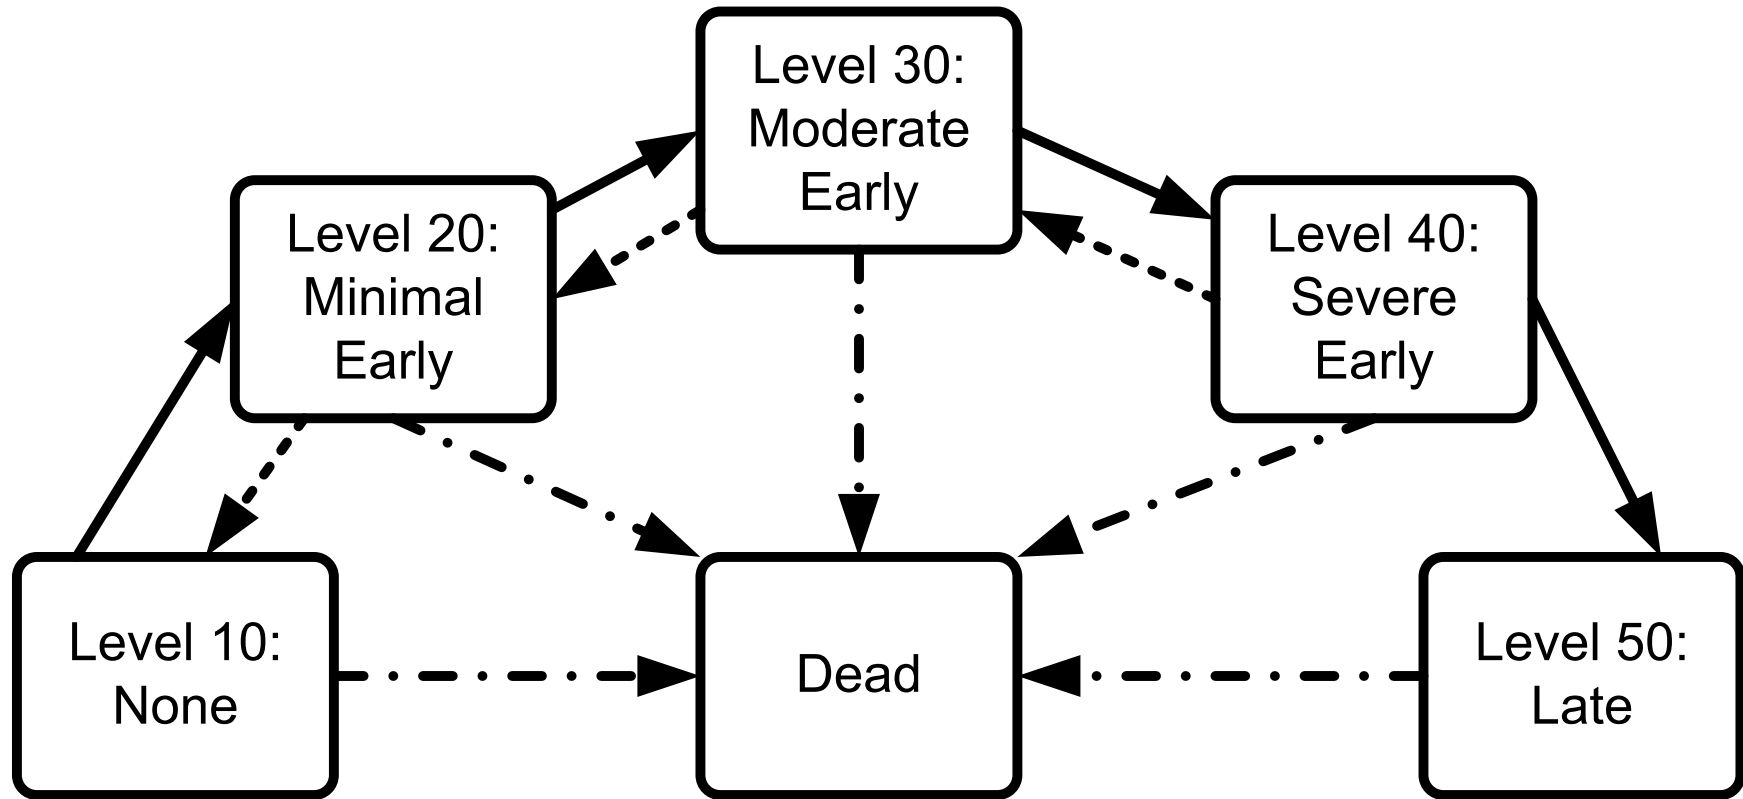 Level 30:
Moderate
Early
Level 20:
Minimal
Early
Level 40:
Severe
Early
Level 10:
None
Dead
Level 50:
Late